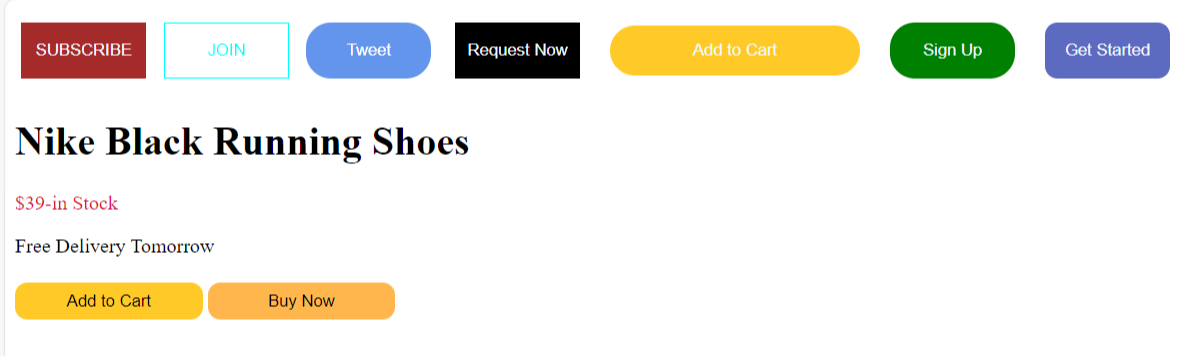 SUBSCRIBE JOIN Tweet Request Now Add to Cart Sign Up Get Started
Nike Black Running Shoes
$39-in Stock
Free Delivery Tomorrow
Add to Cart Buy Now